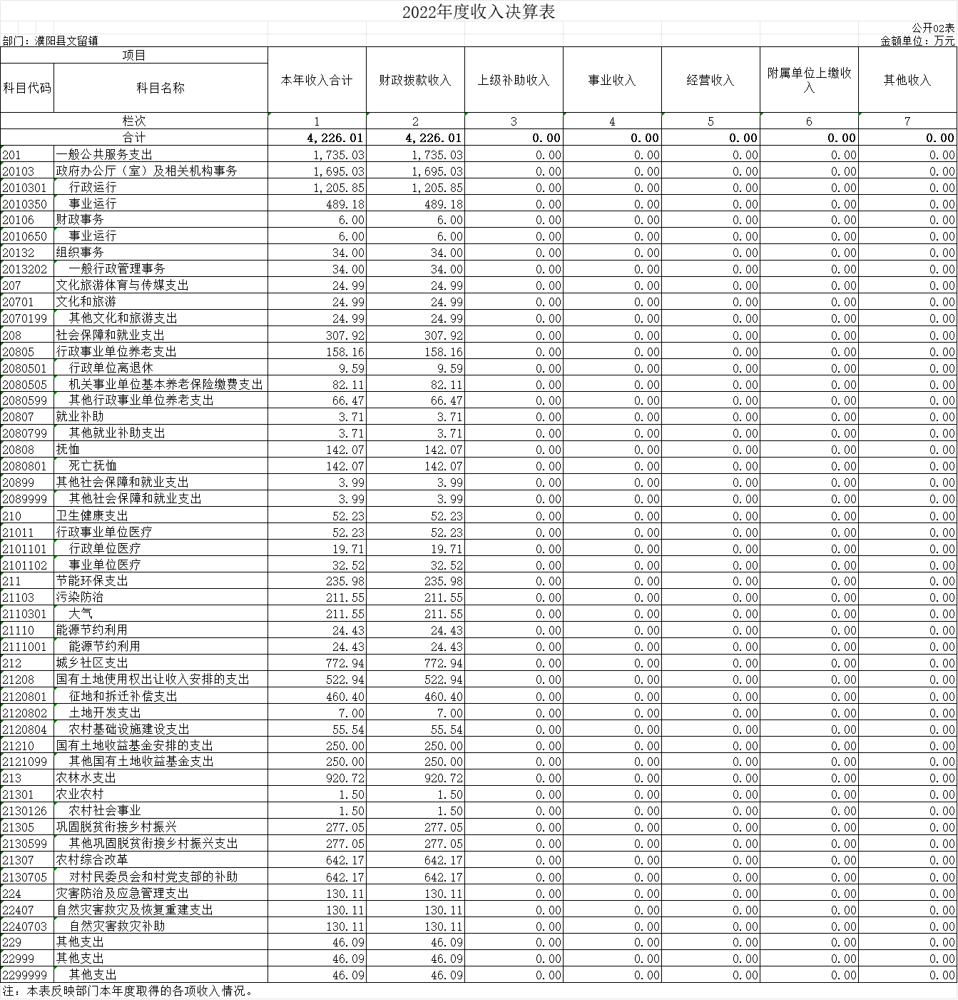 2022年度收入决算表
公开02表
部门：濮阳县文留镇 金额单位：万元
项目 本年收入合计 财政拨款收入 上级补助收入 事业收入 经营收入 附属单位上缴收入 其他收入
科目代码 科目名称
栏次 1 2 3 4 5 6 7
合计 4,226.01 4,226.01 0.00 0.00 0.00 0.00 0.00
201 一般公共服务支出 1,735.03 1,735.03 0.00 0.00 0.00 0.00 0.00
20103 政府办公厅（室）及相关机构事务 1,695.03 1,695.03 0.00 0.00 0.00 0.00 0.00
2010301 行政运行 1,205.85 1,205.85 0.00 0.00 0.00 0.00 0.00
2010350 事业运行 489.18 489.18 0.00 0.00 0.00 0.00 0.00
20106 财政事务 6.00 6.00 0.00 0.00 0.00 0.00 0.00
2010650 事业运行 6.00 6.00 0.00 0.00 0.00 0.00 0.00
20132 组织事务 34.00 34.00 0.00 0.00 0.00 0.00 0.00
2013202 一般行政管理事务 34.00 34.00 0.00 0.00 0.00 0.00 0.00
207 文化旅游体育与传媒支出 24.99 24.99 0.00 0.00 0.00 0.00 0.00
20701 文化和旅游 24.99 24.99 0.00 0.00 0.00 0.00 0.00
2070199 其他文化和旅游支出 24.99 24.99 0.00 0.00 0.00 0.00 0.00
208 社会保障和就业支出 307.92 307.92 0.00 0.00 0.00 0.00 0.00
20805 行政事业单位养老支出 158.16 158.16 0.00 0.00 0.00 0.00 0.00
2080501 行政单位离退休 9.59 9.59 0.00 0.00 0.00 0.00 0.00
2080505 机关事业单位基本养老保险缴费支出 82.11 82.11 0.00 0.00 0.00 0.00 0.00
2080599 其他行政事业单位养老支出 66.47 66.47 0.00 0.00 0.00 0.00 0.00
20807 就业补助 3.71 3.71 0.00 0.00 0.00 0.00 0.00
2080799 其他就业补助支出 3.71 3.71 0.00 0.00 0.00 0.00 0.00
20808 抚恤 142.07 142.07 0.00 0.00 0.00 0.00 0.00
2080801 死亡抚恤 142.07 142.07 0.00 0.00 0.00 0.00 0.00
20899 其他社会保障和就业支出 3.99 3.99 0.00 0.00 0.00 0.00 0.00
2089999 其他社会保障和就业支出 3.99 3.99 0.00 0.00 0.00 0.00 0.00
210 卫生健康支出 52.23 52.23 0.00 0.00 0.00 0.00 0.00
21011 行政事业单位医疗 52.23 52.23 0.00 0.00 0.00 0.00 0.00
2101101 行政单位医疗 19.71 19.71 0.00 0.00 0.00 0.00 0.00
2101102 事业单位医疗 32.52 32.52 0.00 0.00 0.00 0.00 0.00
211 节能环保支出 235.98 235.98 0.00 0.00 0.00 0.00 0.00
21103 污染防治 211.55 211.55 0.00 0.00 0.00 0.00 0.00
2110301 大气 211.55 211.55 0.00 0.00 0.00 0.00 0.00
21110 能源节约利用 24.43 24.43 0.00 0.00 0.00 0.00 0.00
2111001 能源节约利用 24.43 24.43 0.00 0.00 0.00 0.00 0.00
212 城乡社区支出 772.94 772.94 0.00 0.00 0.00 0.00 0.00
21208 国有土地使用权出让收入安排的支出 522.94 522.94 0.00 0.00 0.00 0.00 0.00
2120801 征地和拆迁补偿支出 460.40 460.40 0.00 0.00 0.00 0.00 0.00
2120802 土地开发支出 7.00 7.00 0.00 0.00 0.00 0.00 0.00
2120804 农村基础设施建设支出 55.54 55.54 0.00 0.00 0.00 0.00 0.00
21210 国有土地收益基金安排的支出 250.00 250.00 0.00 0.00 0.00 0.00 0.00
2121099 其他国有土地收益基金支出 250.00 250.00 0.00 0.00 0.00 0.00 0.00
213 农林水支出 920.72 920.72 0.00 0.00 0.00 0.00 0.00
21301 农业农村 1.50 1.50 0.00 0.00 0.00 0.00 0.00
2130126 农村社会事业 1.50 1.50 0.00 0.00 0.00 0.00 0.00
21305 巩固脱贫衔接乡村振兴 277.05 277.05 0.00 0.00 0.00 0.00 0.00
2130599 其他巩固脱贫衔接乡村振兴支出 277.05 277.05 0.00 0.00 0.00 0.00 0.00
21307 农村综合改革 642.17 642.17 0.00 0.00 0.00 0.00 0.00
2130705 对村民委员会和村党支部的补助 642.17 642.17 0.00 0.00 0.00 0.00 0.00
224 灾害防治及应急管理支出 130.11 130.11 0.00 0.00 0.00 0.00 0.00
22407 自然灾害救灾及恢复重建支出 130.11 130.11 0.00 0.00 0.00 0.00 0.00
2240703 自然灾害救灾补助 130.11 130.11 0.00 0.00 0.00 0.00 0.00
229 其他支出 46.09 46.09 0.00 0.00 0.00 0.00 0.00
22999 其他支出 46.09 46.09 0.00 0.00 0.00 0.00 0.00
2299999 其他支出 46.09 46.09 0.00 0.00 0.00 0.00 0.00
注：本表反映部门本年度取得的各项收入情况。